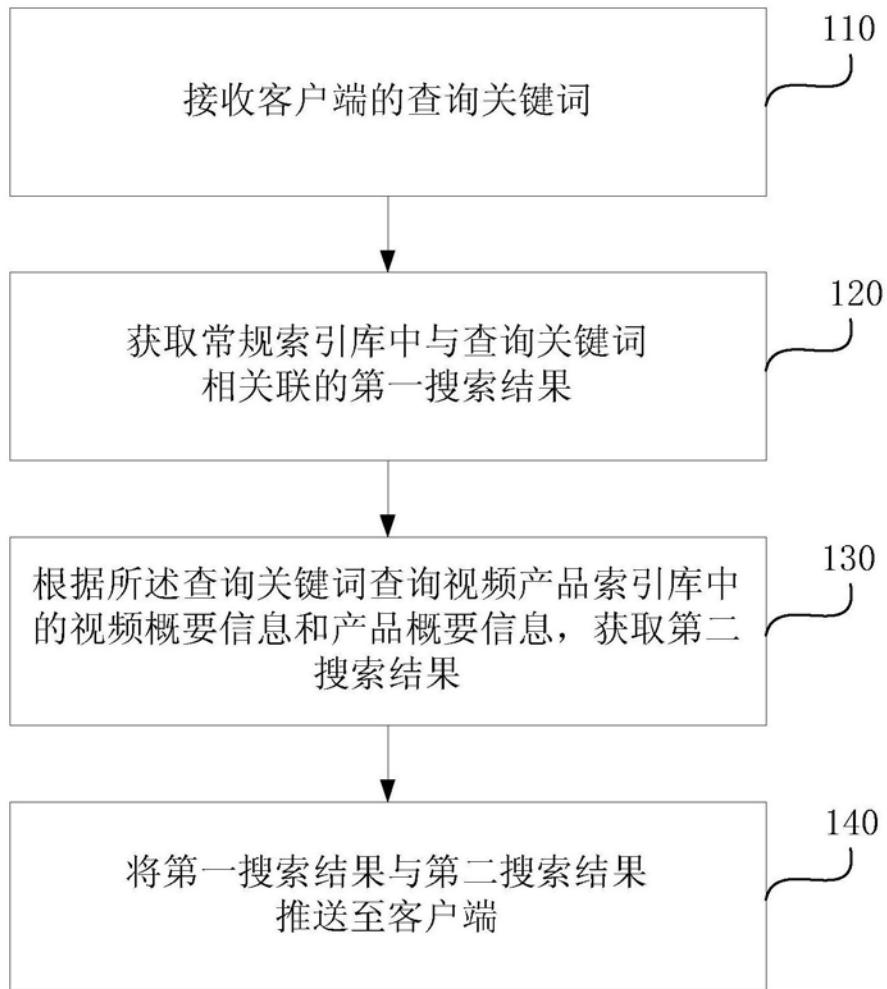 110
接收客户端的查询关键词
120
获取常规索引库中与查询关键词
相关联的第一搜索结果
130
根据所述查询关键词查询视频产品索引库中
的视频概要信息和产品概要信息，获取第二
搜索结果
140
将第一搜索结果与第二搜索结果
推送至客户端